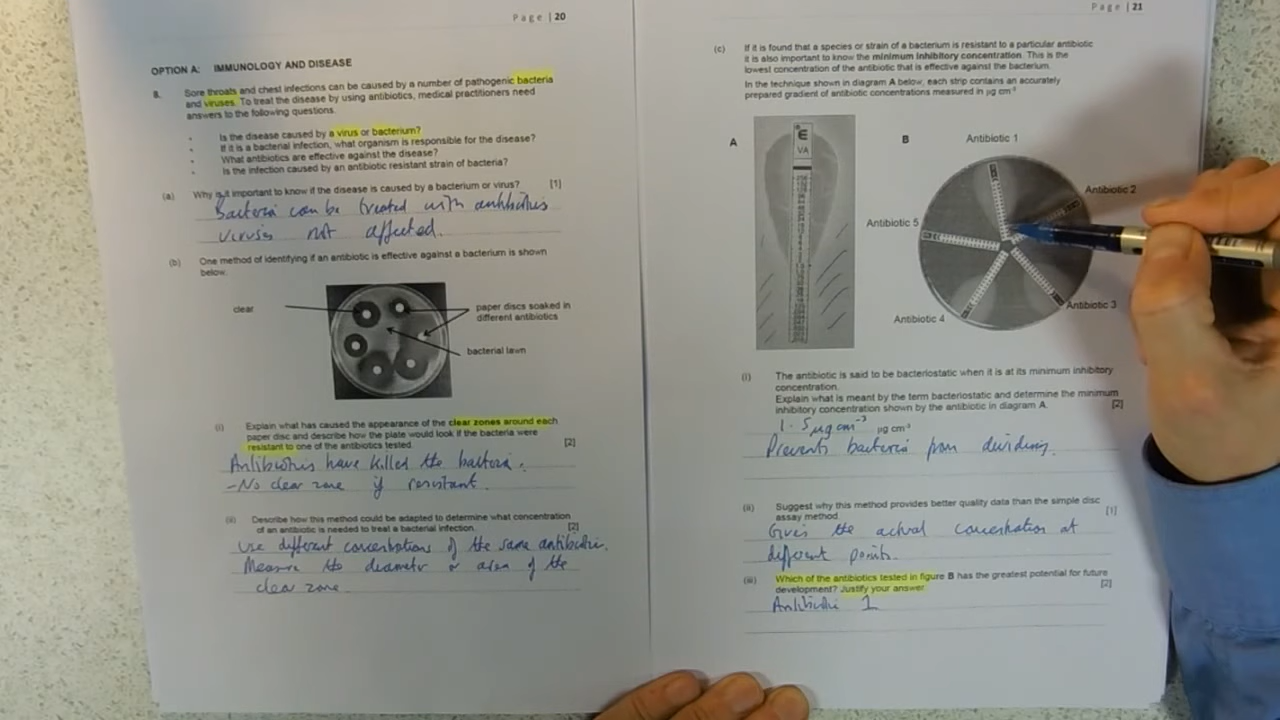 Page | 20
OPTION A: IMMUNOLOGY AND DISEASE
8. Sore throats and chest infections can be caused by a number of pathogenic bacteria
and viruses. To treat the disease by using antibiotics, medical practitioners need
answers to the following questions.
Is the disease caused by a virus or bacterium?
If it is a bacterial infection, what organism is responsible for the disease?
What antibiotics are effective against the disease?
Is the infection caused by an antibiotic resistant strain of bacteria?
(a) Why is it important to know if the disease is caused by a bacterium or virus? [1]
Bacteria can be treated with antibiotics
viruses not affected.
(b) One method of identifying if an antibiotic is effective against a bacterium is shown
below.
clear
paper discs soaked in
different antibiotics
bacterial lawn
(i) Explain what has caused the appearance of the clear zones around each
paper disc and describe how the plate would look if the bacteria were
resistant to one of the antibiotics tested. [2]
Antibiotics have killed the bacteria.
- No clear zone if resistant.
(ii) Describe how this method could be adapted to determine what concentration
of an antibiotic is needed to treat a bacterial infection. [2]
Use different concentrations of the same antibiotic.
Measure the diameter or area of the
clear zone.
Page | 21
(c) If it is found that a species or strain of a bacterium is resistant to a particular antibiotic
it is also important to know the minimum inhibitory concentration. This is the
lowest concentration of the antibiotic that is effective against the bacterium.
In the technique shown in diagram A below, each strip contains an accurately
prepared gradient of antibiotic concentrations measured in µg cm⁻³
A
E
VA
B
Antibiotic 1
Antibiotic 2
Antibiotic 5
Antibiotic 3
Antibiotic 4
(i) The antibiotic is said to be bacteriostatic when it is at its minimum inhibitory
concentration.
Explain what is meant by the term bacteriostatic and determine the minimum
inhibitory concentration shown by the antibiotic in diagram A. [2]
1.5 µg cm⁻³ µg cm⁻³
Prevents bacteria from dividing.
(ii) Suggest why this method provides better quality data than the simple disc
assay method. [1]
Gives the actual concentration at
different points.
(iii) Which of the antibiotics tested in figure B has the greatest potential for future
development? Justify your answer. [2]
Antibiotic 1